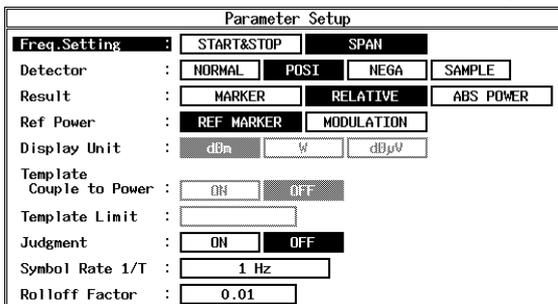 Parameter Setup
Freq.Setting : START&STOP SPAN
Detector : NORMAL POSI NEGA SAMPLE
Result : MARKER RELATIVE ABS POWER
Ref Power : REF MARKER MODULATION
Display Unit : dBm W dBμV
Template
Couple to Power : ON OFF
Template Limit :
Judgment : ON OFF
Symbol Rate 1/T : 1 Hz
Rolloff Factor : 0.01